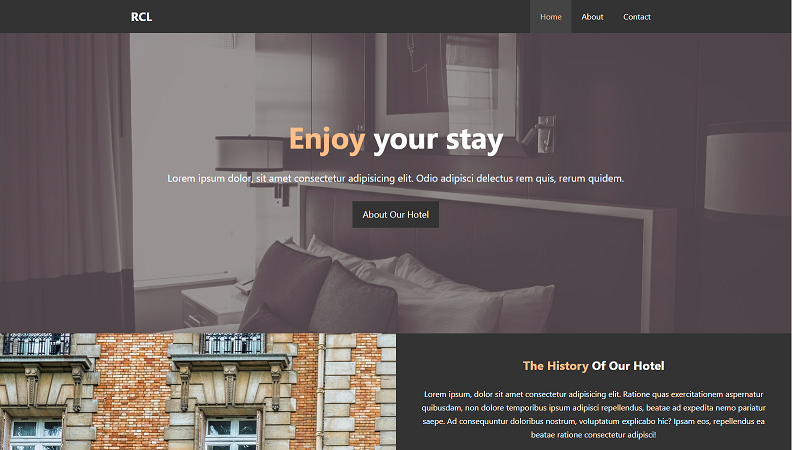 RCL
Home About Contact
Enjoy your stay
Lorem ipsum dolor, sit amet consectetur adipisicing elit. Odio adipisci delectus rem quis, rerum quidem.
About Our Hotel
The History Of Our Hotel
Lorem ipsum, dolor sit amet consectetur adipisicing elit. Ratione quas exercitationem aspernatur
quibusdam, non dolore temporibus ipsum adipisci repellendus, beatae ad expedita nemo pariatur
saepe. Ad consequuntur doloribus nostrum, voluptatum explicabo hic? Ipsam eos, repellendus ea
beatae ratione consectetur adipisci!